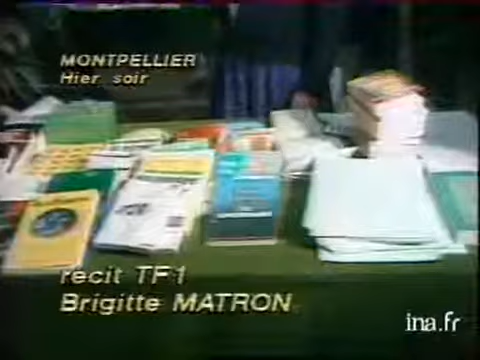 MONTPELLIER
Hier soir
recit TF1
Brigitte MATRON
ina.fr